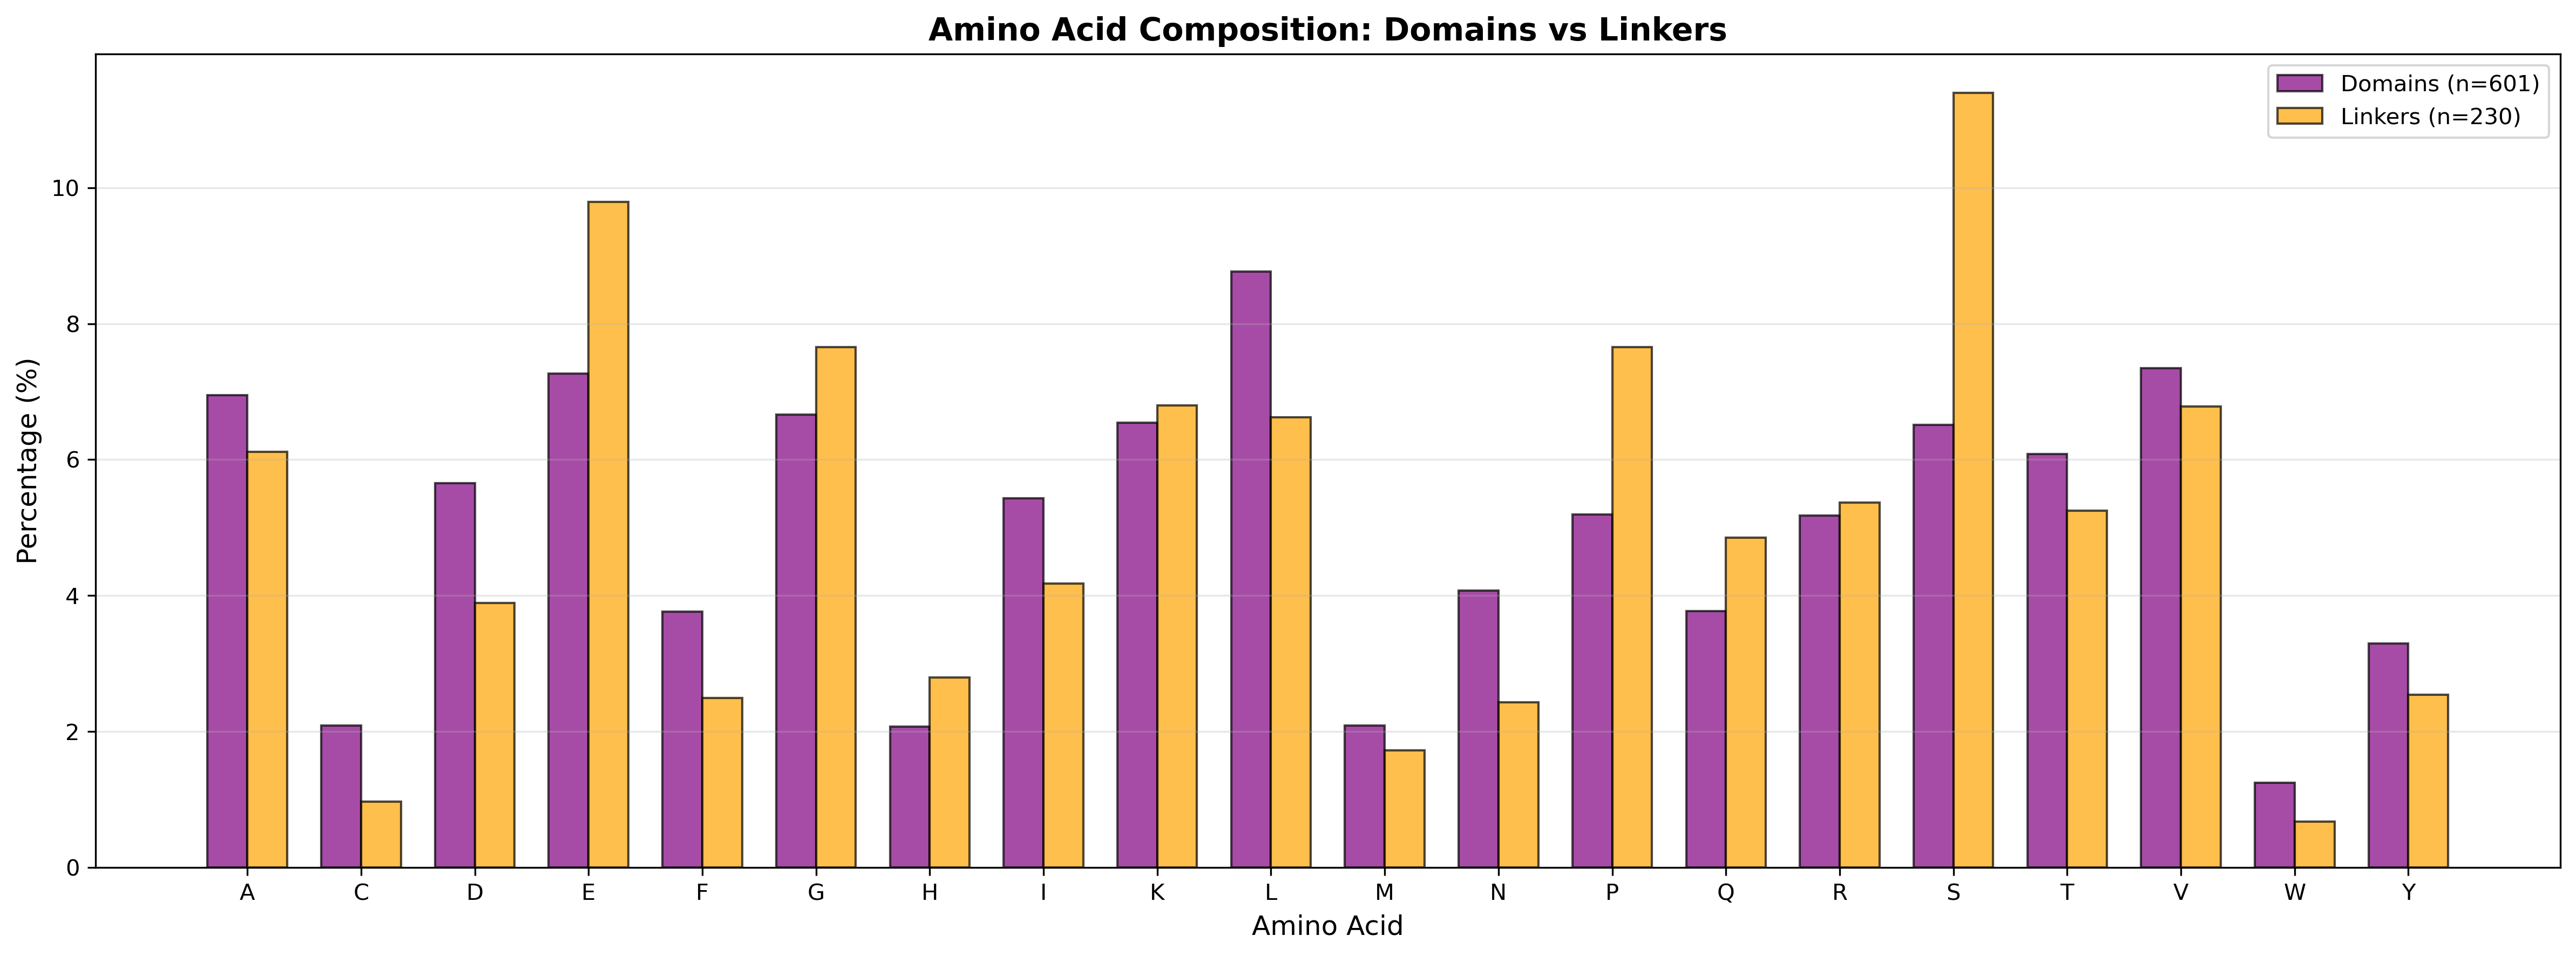 Amino Acid Composition: Domains vs Linkers
Domains (n=601)
Linkers (n=230)
Percentage (%)
10
8
6
4
2
0
A C D E F G H I K L M N P Q R S T V W Y
Amino Acid